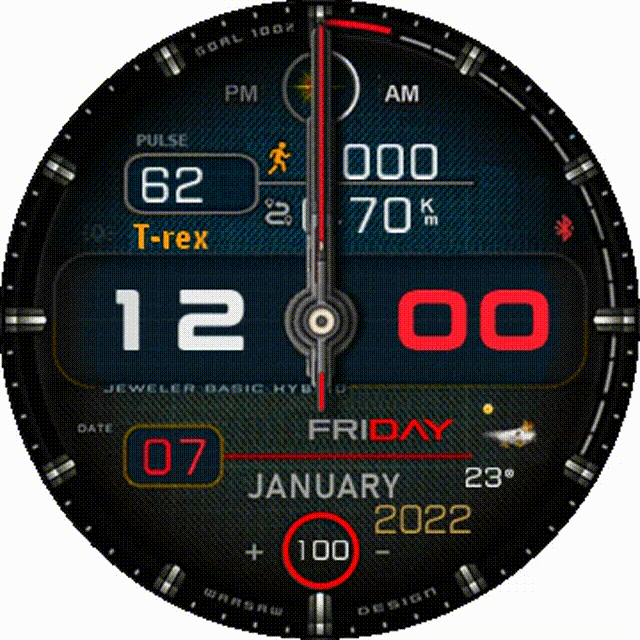 GOAL 100%
PM AM
PULSE
62
000
70 Km
T-rex
12 00
JEWELER BASIC
FRIDAY
DATE
07
23°
JANUARY
2022
+ 100 -
WARSAW DESIGN